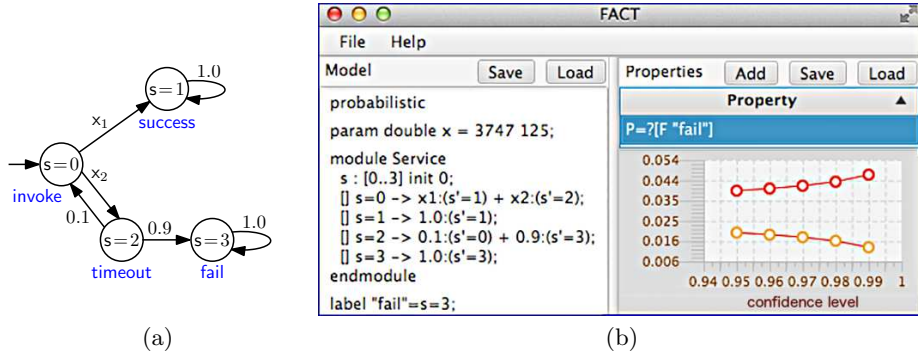 1.0
s=1
success
x1
s=0
invoke
x2
0.1
s=2
timeout
0.9
1.0
s=3
fail
(a)
FACT
File Help
Model Save Load
probabilistic
param double x = 3747 125;
module Service
s : [0..3] init 0;
[] s=0 -> x1:(s'=1) + x2:(s'=2);
[] s=1 -> 1.0:(s'=1);
[] s=2 -> 0.1:(s'=0) + 0.9:(s'=3);
[] s=3 -> 1.0:(s'=3);
endmodule
label "fail"=s=3;
Properties Add Save Load
Property
P=?[F "fail"]
0.054
0.044
0.035
0.025
0.016
0.006
0.94 0.95 0.96 0.97 0.98 0.99 1
confidence level
(b)